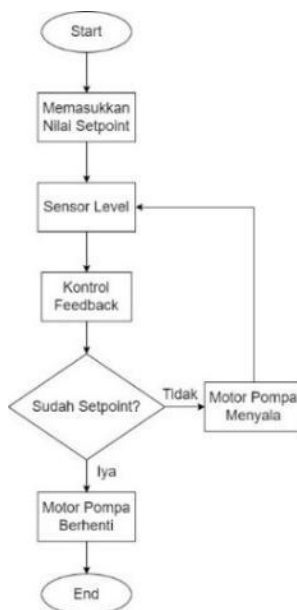 Start
Memasukkan
Nilai Setpoint
Sensor Level
Kontrol
Feedback
Sudah Setpoint?
Tidak
Motor Pompa
Menyala
Iya
Motor Pompa
Berhenti
End